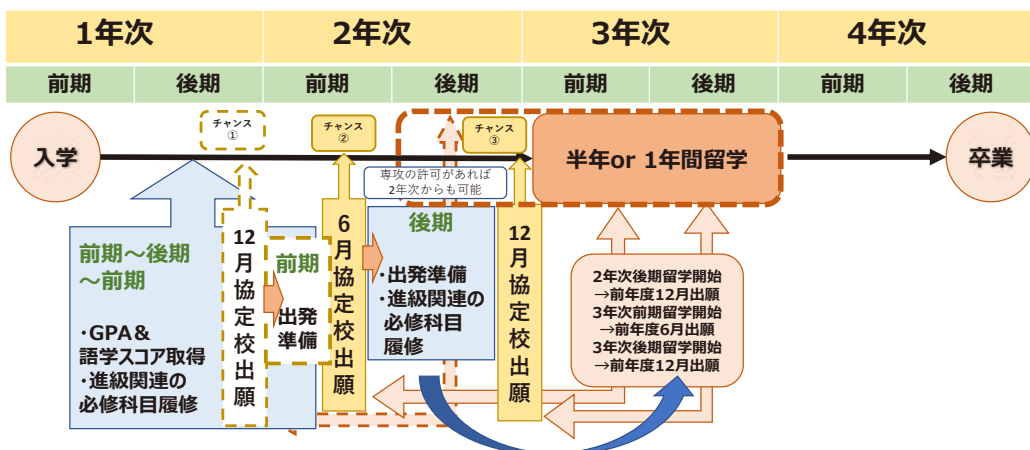 1年次
2年次
3年次
4年次
前期
後期
前期
後期
前期
後期
前期
後期
チャンス
①
チャンス
②
チャンス
③
入学
半年or 1年間留学
卒業
専攻の許可があれば
2年次からも可能
前期～後期
～前期
・GPA＆
語学スコア取得
・進級関連の
必修科目履修
12月協定校出願
前期
出発
準備
6月協定校出願
後期
・出発準備
・進級関連の
必修科目
履修
12月協定校出願
2年次後期留学開始
→前年度12月出願
3年次前期留学開始
→前年度6月出願
3年次後期留学開始
→前年度12月出願